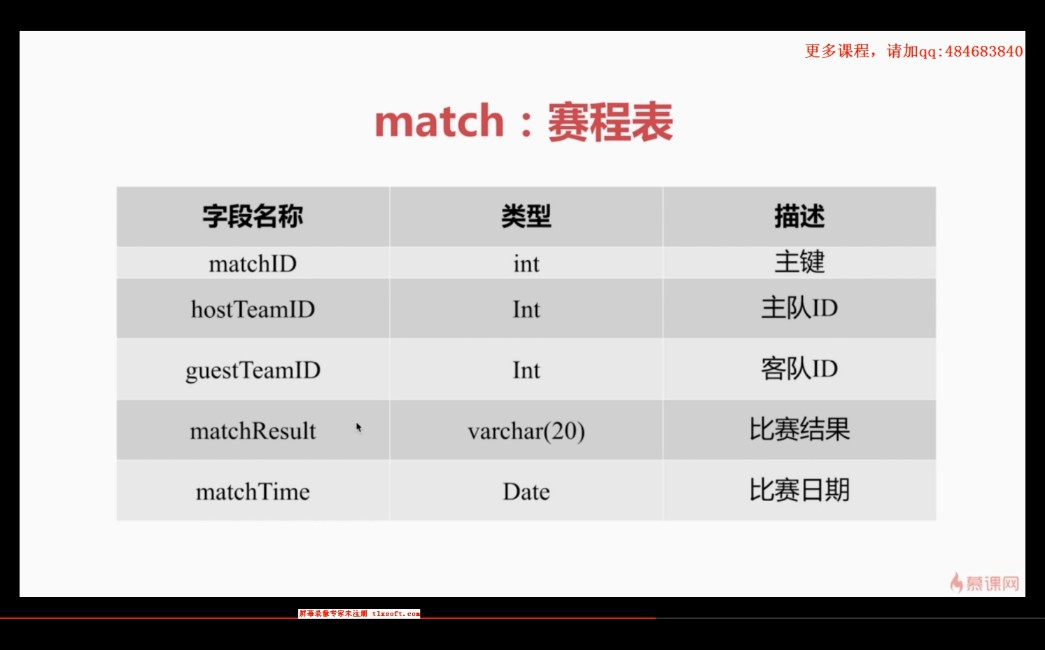 更多课程，请加qq:484683840
match：赛程表
字段名称 类型 描述
matchID int 主键
hostTeamID Int 主队ID
guestTeamID Int 客队ID
matchResult varchar(20) 比赛结果
matchTime Date 比赛日期
慕课网
屏幕录像专家未注册 tlxsoft.com